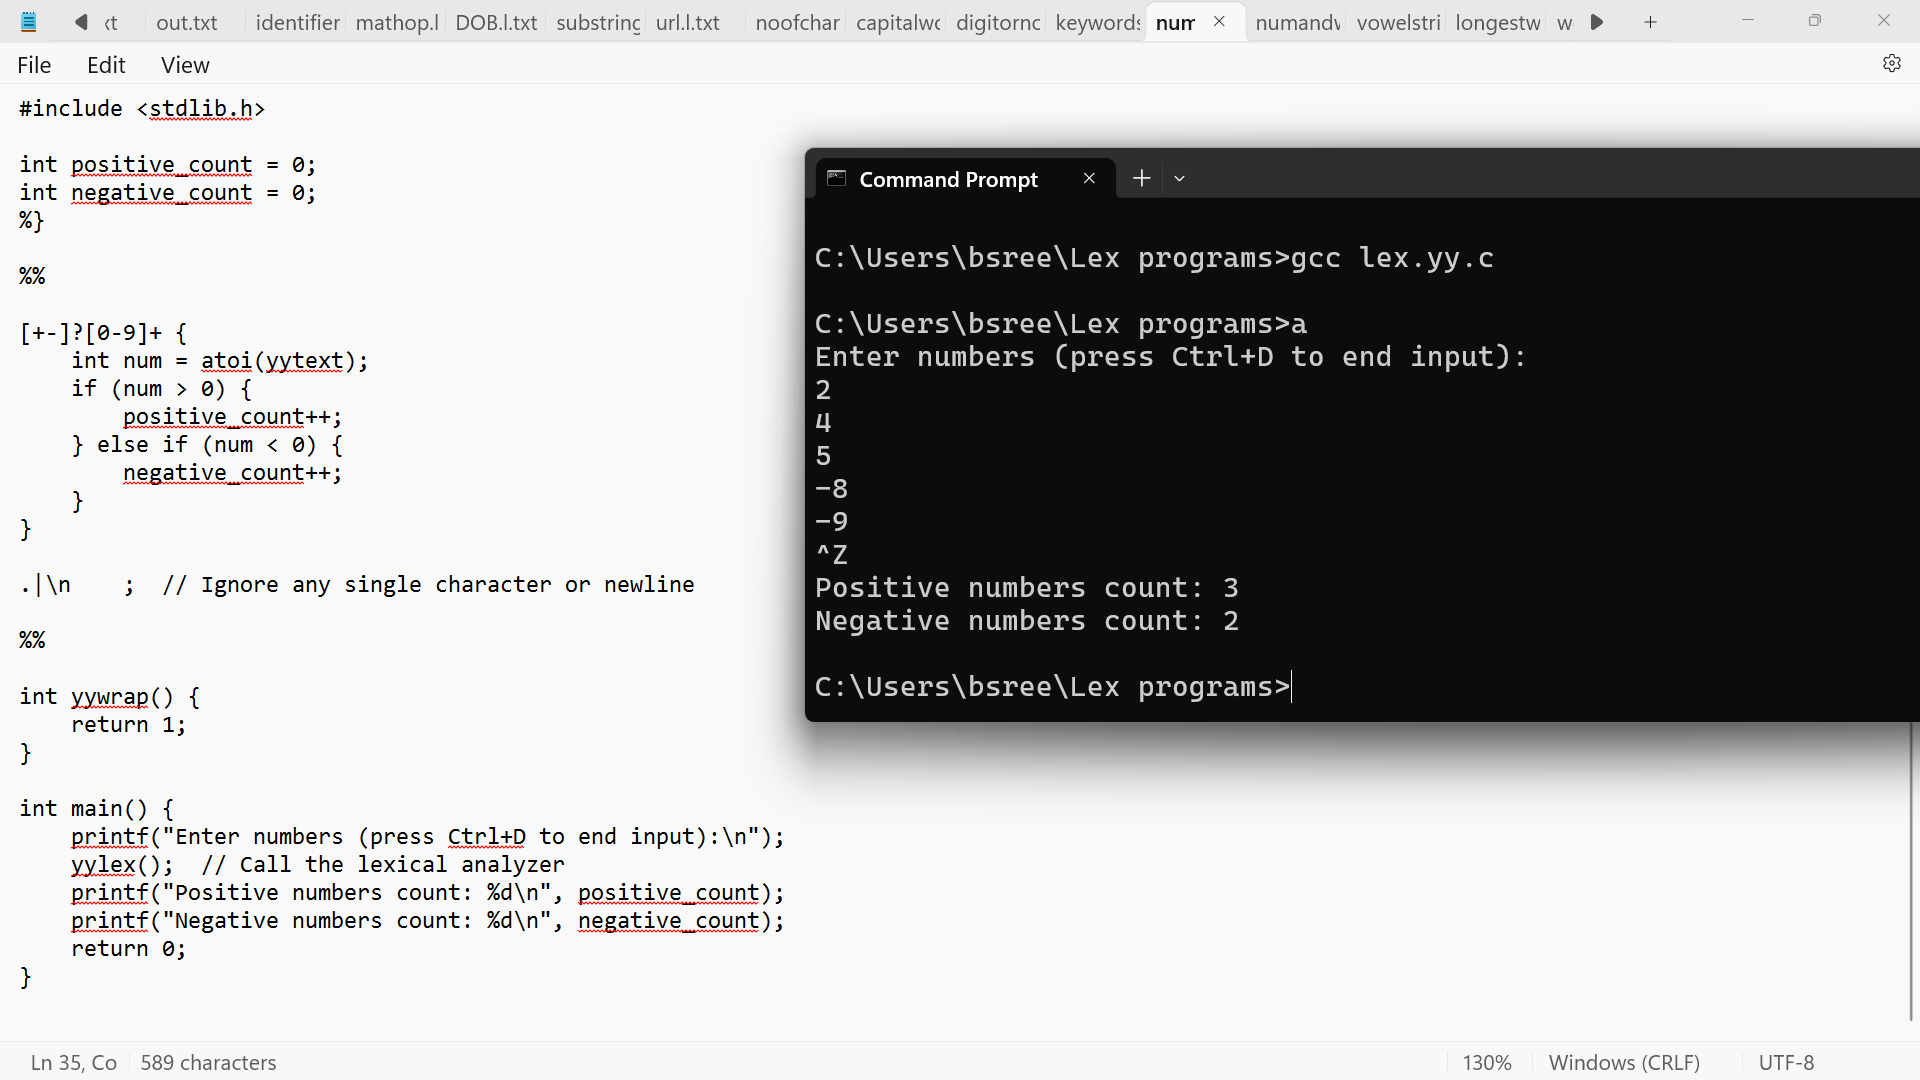 xt out.txt identifier mathop.l DOB.l.txt substring url.l.txt noofchar capitalwo digitornc keywords num numandv vowelstri longestw w
File Edit View
#include <stdlib.h>
int positive_count = 0;
int negative_count = 0;
%}
%%
[+-]?[0-9]+ {
int num = atoi(yytext);
if (num > 0) {
positive_count++;
} else if (num < 0) {
negative_count++;
}
}
.|\n    ;  // Ignore any single character or newline
%%
int yywrap() {
return 1;
}
int main() {
printf("Enter numbers (press Ctrl+D to end input):\n");
yylex();  // Call the lexical analyzer
printf("Positive numbers count: %d\n", positive_count);
printf("Negative numbers count: %d\n", negative_count);
return 0;
}
Command Prompt
C:\Users\bsree\Lex programs>gcc lex.yy.c
C:\Users\bsree\Lex programs>a
Enter numbers (press Ctrl+D to end input):
2
4
5
-8
-9
^Z
Positive numbers count: 3
Negative numbers count: 2
C:\Users\bsree\Lex programs>
Ln 35, Co 589 characters 130% Windows (CRLF) UTF-8